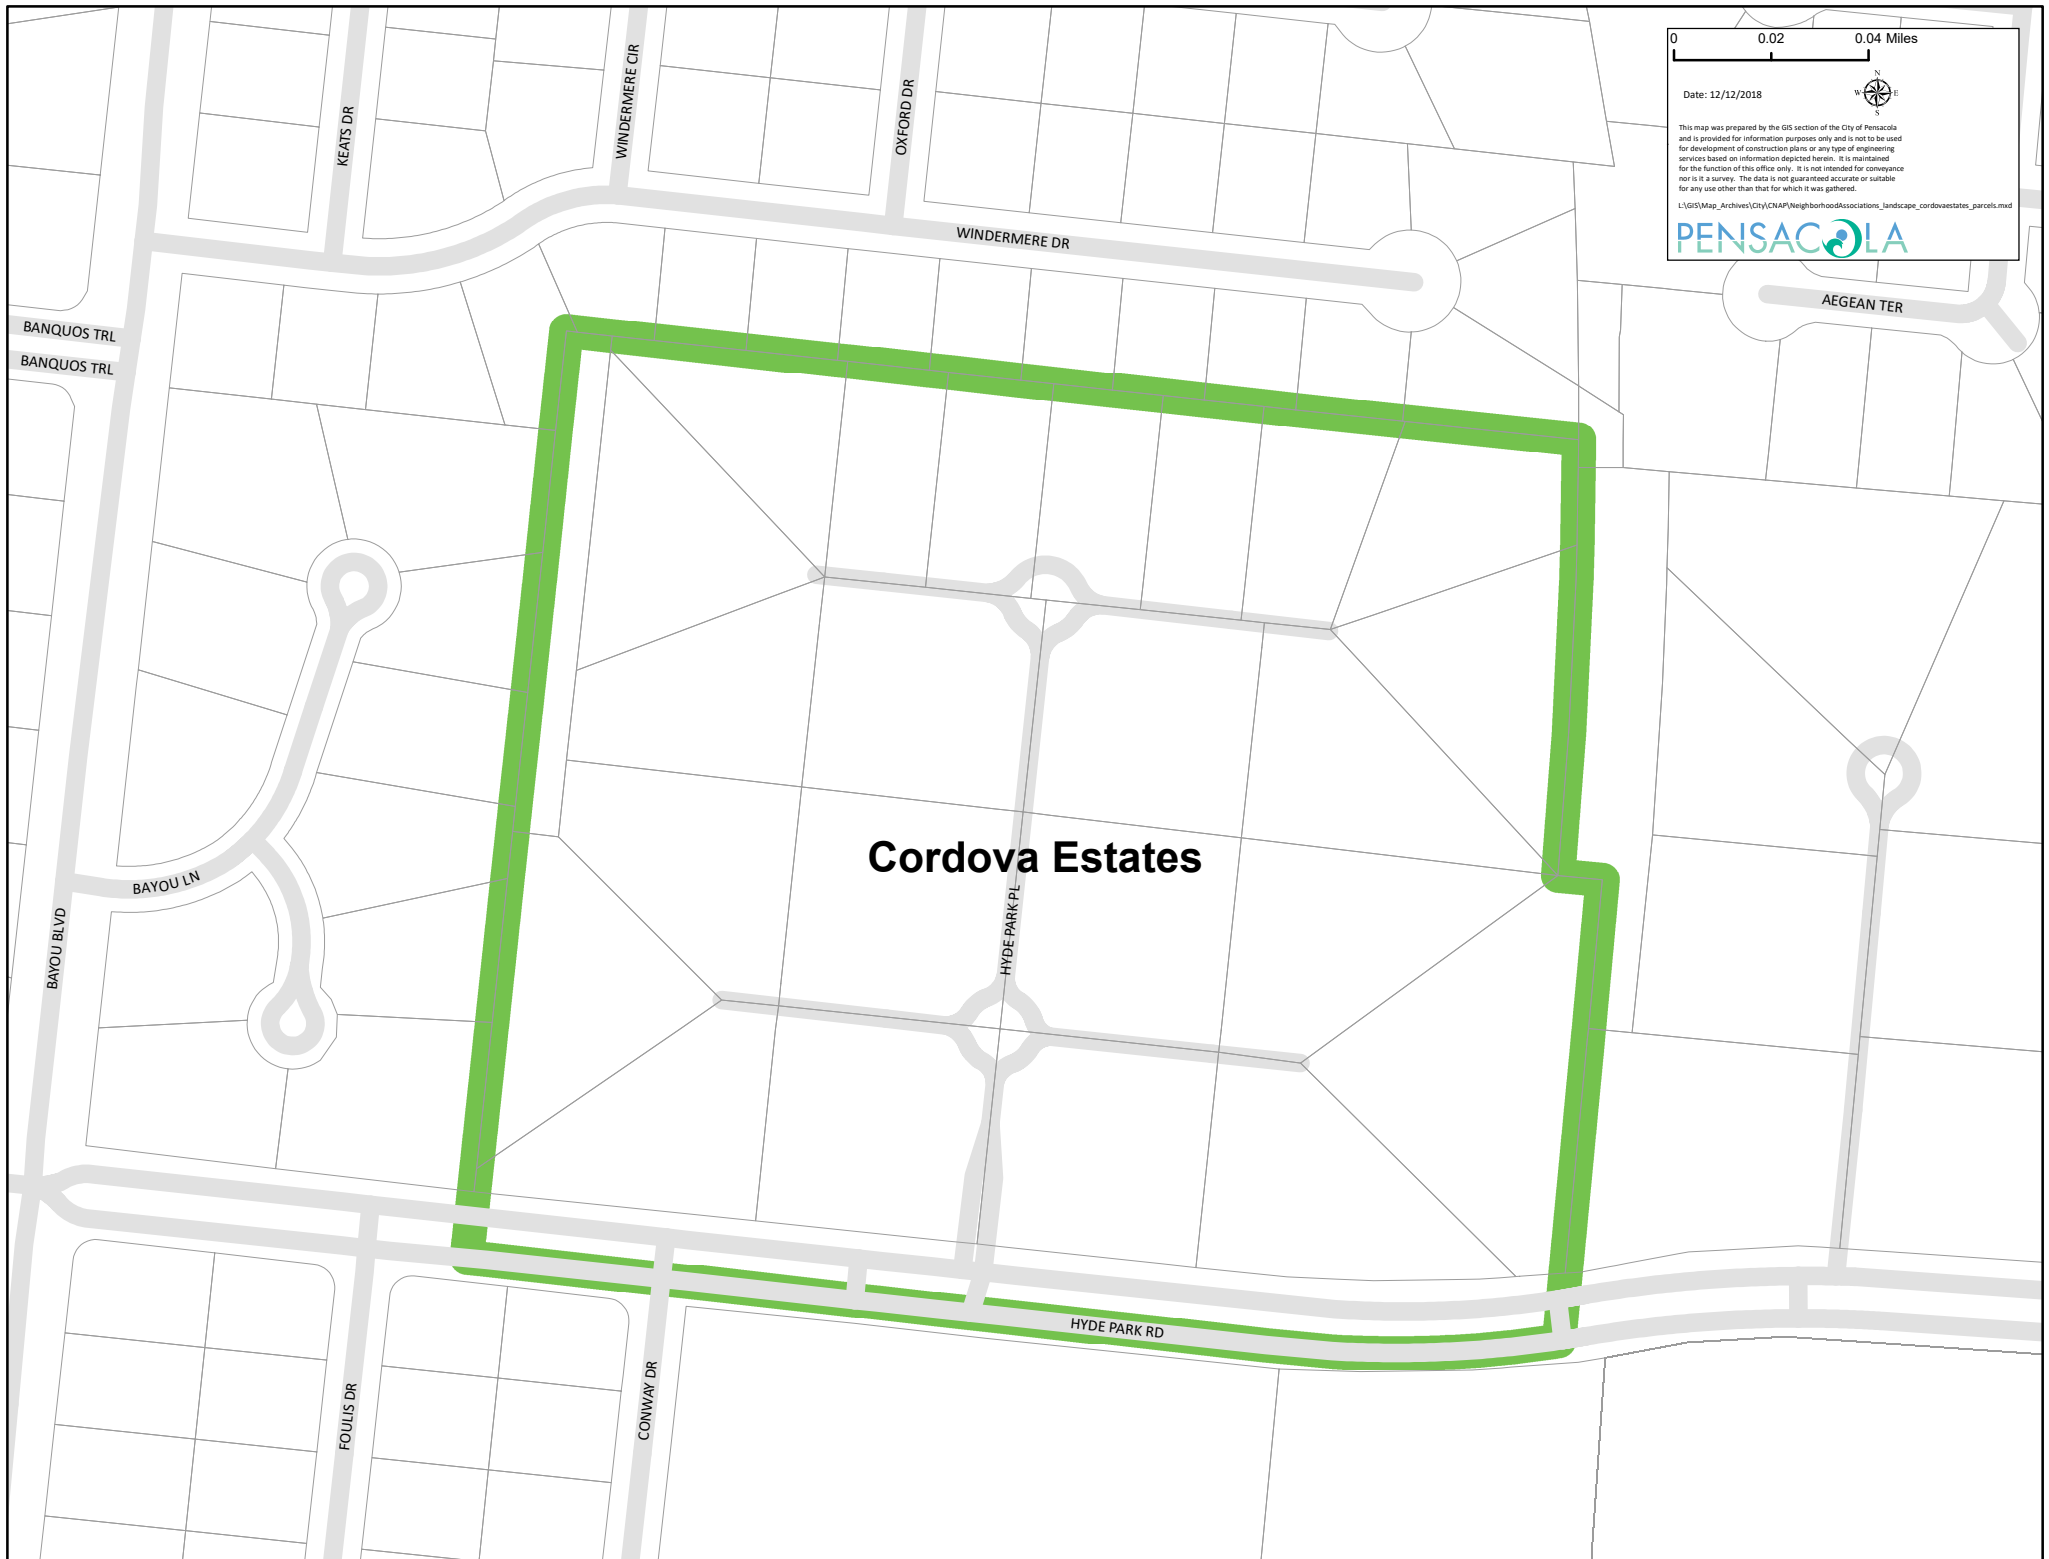 0 0.02 0.04 Miles
N
W E
S
Date: 12/12/2018
This map was prepared by the GIS section of the City of Pensacola
and is provided for information purposes only and is not to be used
for development of construction plans or any type of engineering
services based on information depicted herein. It is maintained
for the function of this office only. It is not intended for conveyance
nor is it a survey. The data is not guaranteed accurate or suitable
for any use other than that for which it was gathered.
L:\GIS\Map_Archives\City\CNAP\NeighborhoodAssociations_landscape_cordovaestates_parcels.mxd
PENSACOLA
KEATS DR
WINDERMERE CIR
OXFORD DR
WINDERMERE DR
AEGEAN TER
BANQUOS TRL
BANQUOS TRL
Cordova Estates
BAYOU LN
BAYOU BLVD
HYDE PARK PL
HYDE PARK RD
FOULIS DR
CONWAY DR